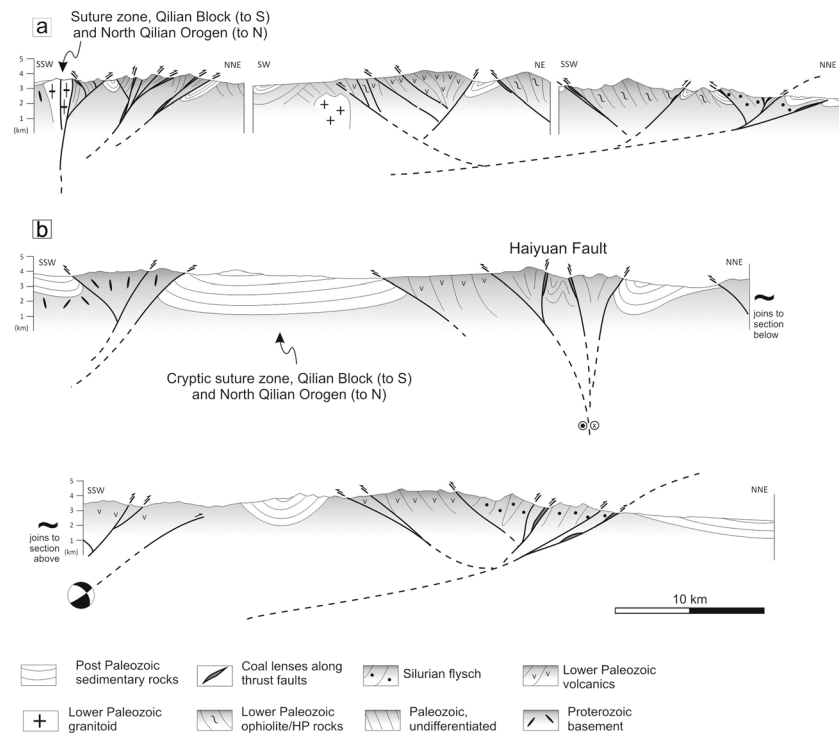 a
Suture zone, Qilian Block (to S)
and North Qilian Orogen (to N)
SSW
NNE
SW
NE
SSW
NNE
5
4
3
2
1
(km)
b
Haiyuan Fault
SSW
NNE
5
4
3
2
1
(km)
~
joins to
section
below
Cryptic suture zone, Qilian Block (to S)
and North Qilian Orogen (to N)
SSW
NNE
5
4
3
2
1
(km)
~
joins to
section
above
10 km
Post Paleozoic
sedimentary rocks
Coal lenses along
thrust faults
Silurian flysch
Lower Paleozoic
volcanics
Lower Paleozoic
granitoid
Lower Paleozoic
ophiolite/HP rocks
Paleozoic,
undifferentiated
Proterozoic
basement